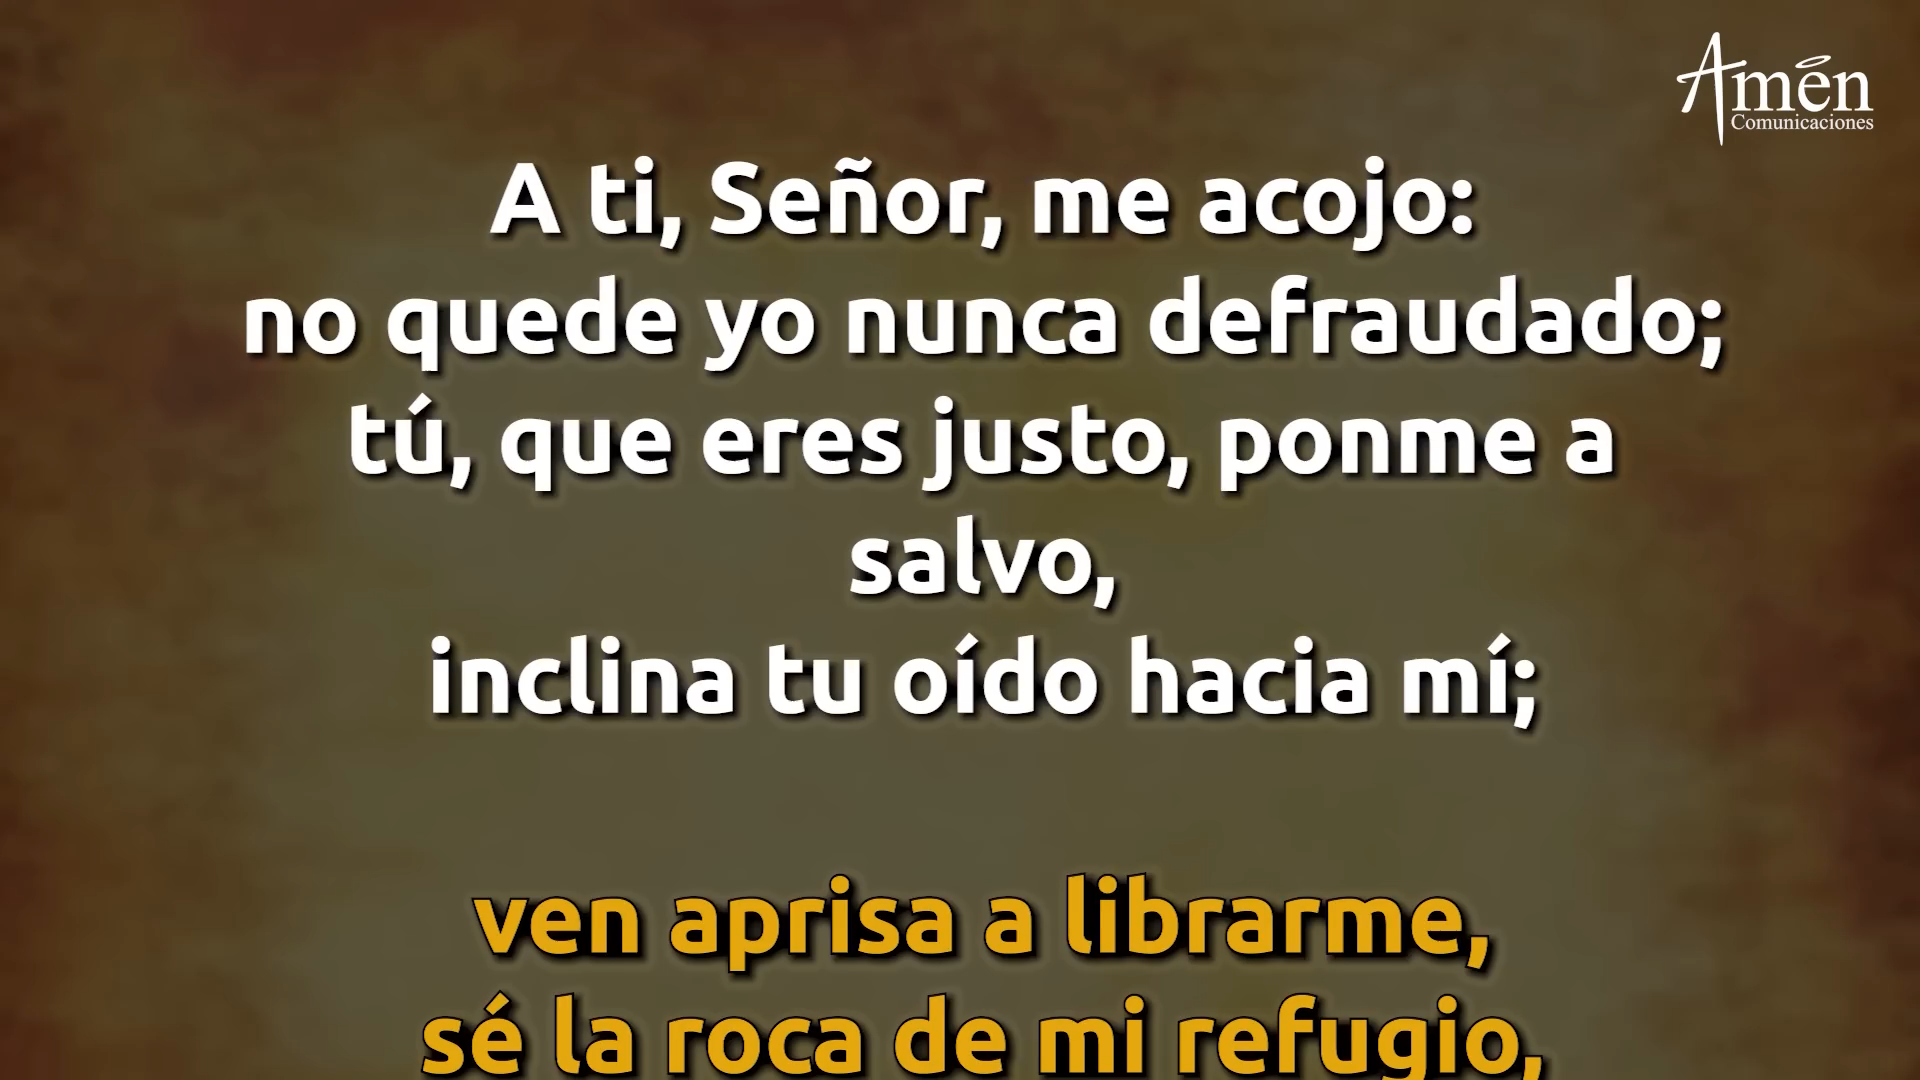 Amén
Comunicaciones
A ti, Señor, me acojo:
no quede yo nunca defraudado;
tú, que eres justo, ponme a
salvo,
inclina tu oído hacia mí;
ven aprisa a librarme,
sé la roca de mi refugio,